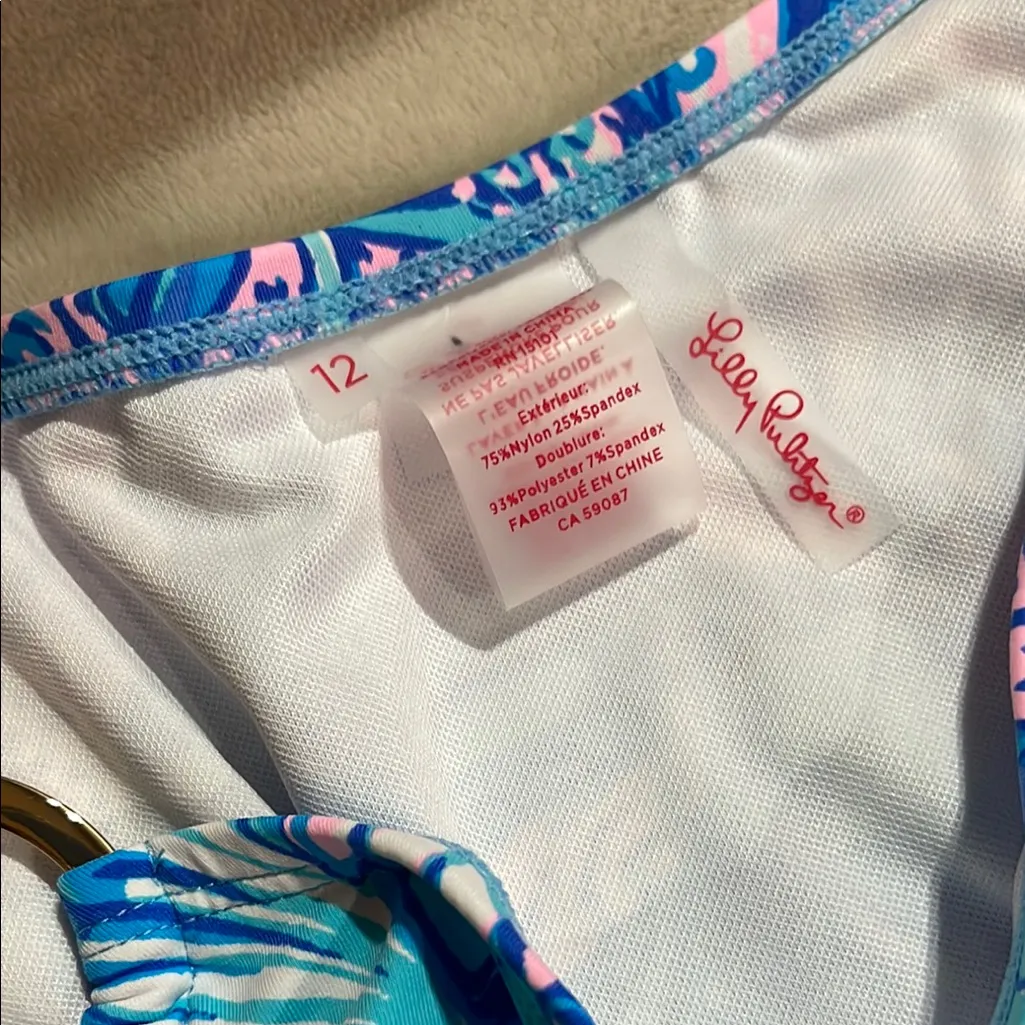 12
MADE IN CHINA
RN 15101
Extérieur:
75%Nylon 25%Spandex
Doublure:
93%Polyester 7%Spandex
FABRIQUÉ EN CHINE
CA 59087
NE PAS JAVELLISER
L'EAU FROIDE.
Lilly Pulitzer®